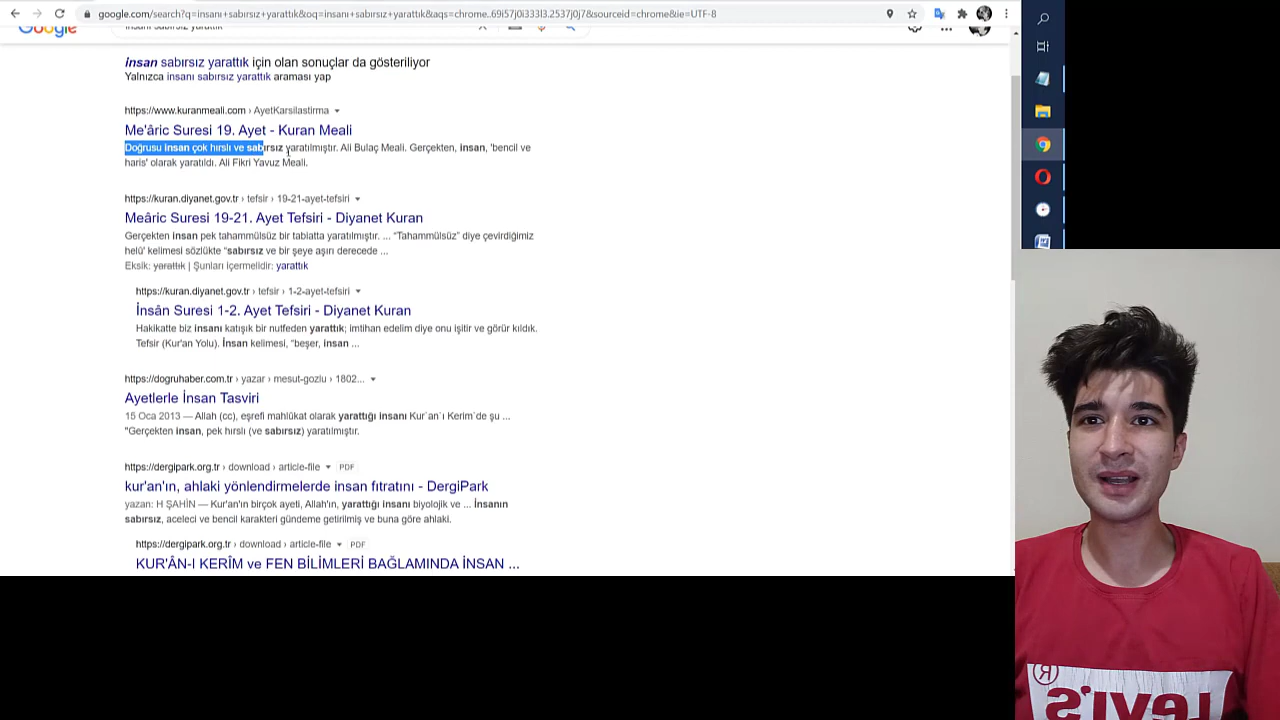 google.com/search?q=insanı+sabırsız+yarattık&oq=insanı+sabırsız+yarattık&aqs=chrome..69i57j0i333l3.2537j0j7&sourceid=chrome&ie=UTF-8
Google
insan sabırsız yarattık için olan sonuçlar da gösteriliyor
Yalnızca insanı sabırsız yarattık araması yap
https://www.kuranmeali.com › AyetKarsilastirma
Me'âric Suresi 19. Ayet - Kuran Meali
Doğrusu insan çok hırslı ve sabırsız yaratılmıştır. Ali Bulaç Meali. Gerçekten, insan, 'bencil ve
haris' olarak yaratıldı. Ali Fikri Yavuz Meali.
https://kuran.diyanet.gov.tr › tefsir › 19-21-ayet-tefsiri
Meâric Suresi 19-21. Ayet Tefsiri - Diyanet Kuran
Gerçekten insan pek tahammülsüz bir tabiatta yaratılmıştır. ... “Tahammülsüz” diye çevirdiğimiz
helû' kelimesi sözlükte “sabırsız ve bir şeye aşırı derecede ...
Eksik: yarattık | Şunları içermelidir: yarattık
https://kuran.diyanet.gov.tr › tefsir › 1-2-ayet-tefsiri
İnsân Suresi 1-2. Ayet Tefsiri - Diyanet Kuran
Hakikatte biz insanı katışık bir nutfeden yarattık; imtihan edelim diye onu işitir ve görür kıldık.
Tefsir (Kur'an Yolu). İnsan kelimesi, “beşer, insan ...
https://dogruhaber.com.tr › yazar › mesut-gozlu › 1802...
Ayetlerle İnsan Tasviri
15 Oca 2013 — Allah (cc), eşrefi mahlûkat olarak yarattığı insanı Kur´an´ı Kerim´de şu ...
"Gerçekten insan, pek hırslı (ve sabırsız) yaratılmıştır.
https://dergipark.org.tr › download › article-file PDF
kur'an'ın, ahlaki yönlendirmelerde insan fıtratını - DergiPark
yazan: H ŞAHİN — Kur'an'ın birçok ayeti, Allah'ın, yarattığı insanı biyolojik ve ... İnsanın
sabırsız, aceleci ve bencil karakteri gündeme getirilmiş ve buna göre ahlaki.
https://dergipark.org.tr › download › article-file PDF
KUR'ÂN-I KERÎM ve FEN BİLİMLERİ BAĞLAMINDA İNSAN ...
LEVI'S
®